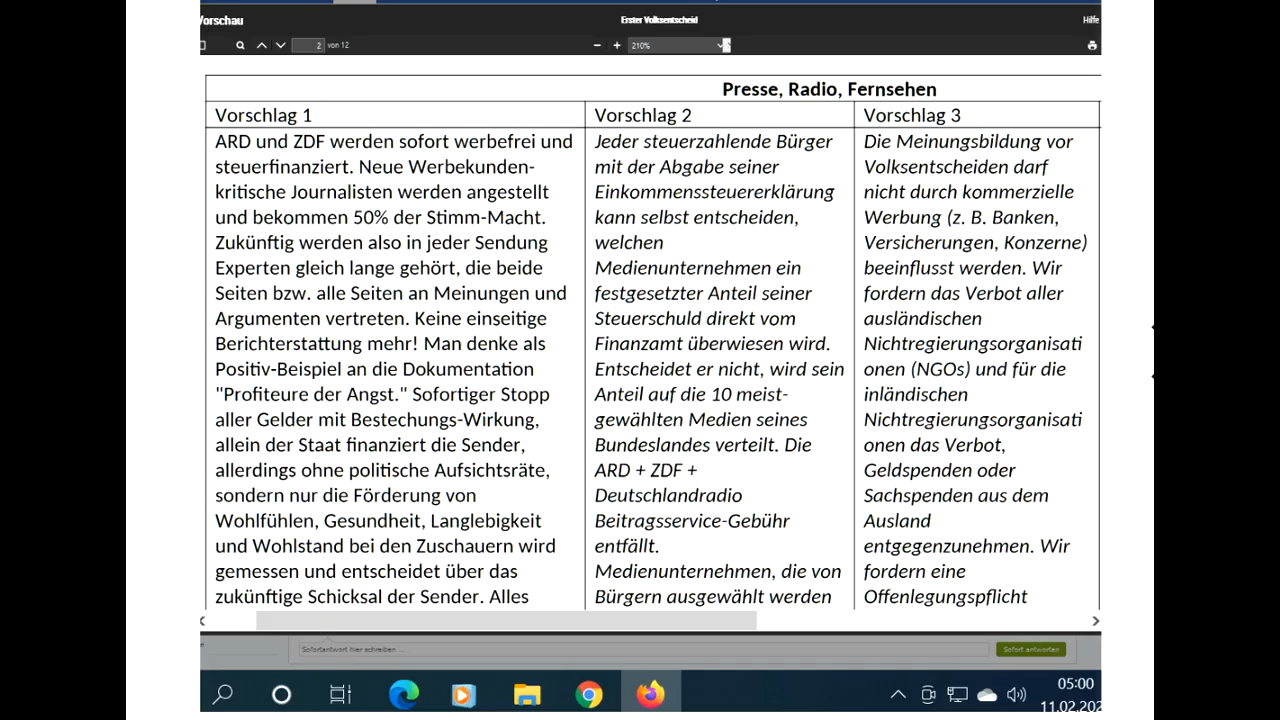 Vorschau
Erster Volksentscheid
Hilfe
2 von 12
210%
Presse, Radio, Fernsehen
Vorschlag 1
ARD und ZDF werden sofort werbefrei und
steuerfinanziert. Neue Werbekunden-
kritische Journalisten werden angestellt
und bekommen 50% der Stimm-Macht.
Zukünftig werden also in jeder Sendung
Experten gleich lange gehört, die beide
Seiten bzw. alle Seiten an Meinungen und
Argumenten vertreten. Keine einseitige
Berichterstattung mehr! Man denke als
Positiv-Beispiel an die Dokumentation
"Profiteure der Angst." Sofortiger Stopp
aller Gelder mit Bestechungs-Wirkung,
allein der Staat finanziert die Sender,
allerdings ohne politische Aufsichtsräte,
sondern nur die Förderung von
Wohlfühlen, Gesundheit, Langlebigkeit
und Wohlstand bei den Zuschauern wird
gemessen und entscheidet über das
zukünftige Schicksal der Sender. Alles
Vorschlag 2
Jeder steuerzahlende Bürger
mit der Abgabe seiner
Einkommenssteuererklärung
kann selbst entscheiden,
welchen
Medienunternehmen ein
festgesetzter Anteil seiner
Steuerschuld direkt vom
Finanzamt überwiesen wird.
Entscheidet er nicht, wird sein
Anteil auf die 10 meist-
gewählten Medien seines
Bundeslandes verteilt. Die
ARD + ZDF +
Deutschlandradio
Beitragsservice-Gebühr
entfällt.
Medienunternehmen, die von
Bürgern ausgewählt werden
Vorschlag 3
Die Meinungsbildung vor
Volksentscheiden darf
nicht durch kommerzielle
Werbung (z. B. Banken,
Versicherungen, Konzerne)
beeinflusst werden. Wir
fordern das Verbot aller
ausländischen
Nichtregierungsorganisati
onen (NGOs) und für die
inländischen
Nichtregierungsorganisati
onen das Verbot,
Geldspenden oder
Sachspenden aus dem
Ausland
entgegenzunehmen. Wir
fordern eine
Offenlegungspflicht
Sofortantwort hier schreiben ...
Sofort antworten
05:00
11.02.202